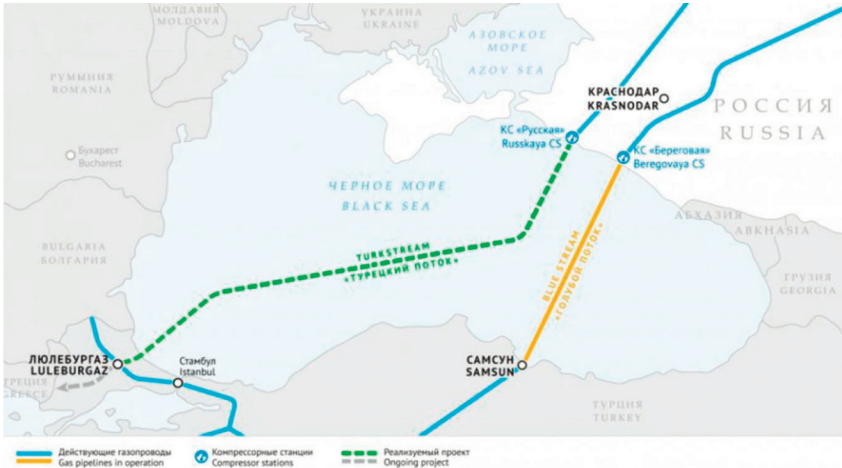 МОЛДАВИЯ
MOLDOVA
УКРАИНА
UKRAINE
АЗОВСКОЕ
МОРЕ
AZOV SEA
РУМЫНИЯ
ROMANIA
КРАСНОДАР
KRASNODAR
РОССИЯ
RUSSIA
КС «Русская»
Russkaya CS
КС «Береговая»
Beregovaya CS
Бухарест
Bucharest
ЧЕРНОЕ МОРЕ
BLACK SEA
АБХАЗИЯ
ABKHASIA
BULGARIA
БОЛГАРИЯ
TURKSTREAM
«ТУРЕЦКИЙ ПОТОК»
BLUE STREAM
«ГОЛУБОЙ ПОТОК»
ГРУЗИЯ
GEORGIA
ЛЮЛЕБУРГАЗ
LULEBURGAZ
Стамбул
Istanbul
САМСУН
SAMSUN
ГРЕЦИЯ
GREECE
ТУРЦИЯ
TURKEY
Действующие газопроводы
Gas pipelines in operation
Компрессорные станции
Compressor stations
Реализуемый проект
Ongoing project